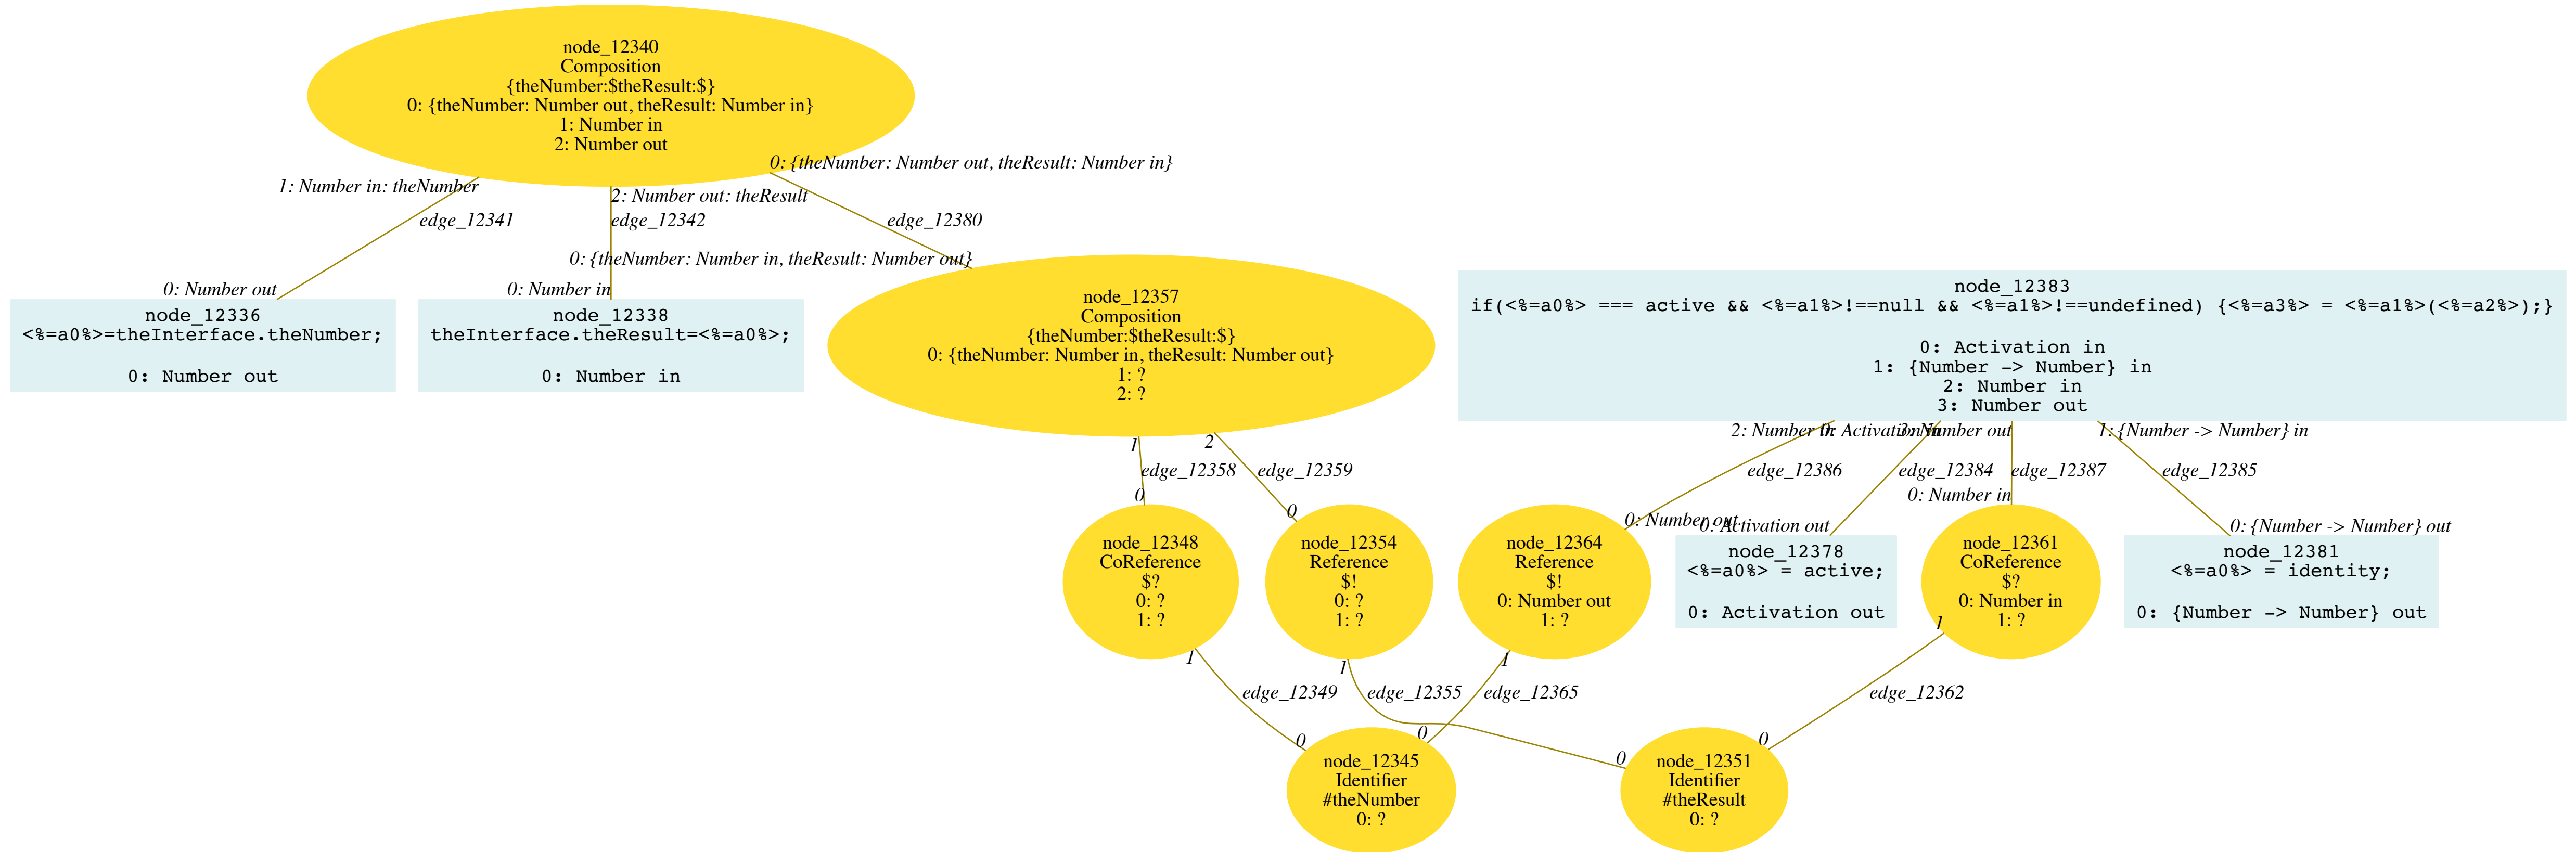 node_12340
Composition
{theNumber:$theResult:$}
0: {theNumber: Number out, theResult: Number in}
1: Number in
2: Number out
0: {theNumber: Number out, theResult: Number in}
1: Number in: theNumber
2: Number out: theResult
edge_12341
edge_12342
edge_12380
0: {theNumber: Number in, theResult: Number out}
0: Number out
0: Number in
node_12336
<%=a0%>=theInterface.theNumber;
0: Number out
node_12338
theInterface.theResult=<%=a0%>;
0: Number in
node_12357
Composition
{theNumber:$theResult:$}
0: {theNumber: Number in, theResult: Number out}
1: ?
2: ?
node_12383
if(<%=a0%> === active && <%=a1%>!==null && <%=a1%>!==undefined) {<%=a3%> = <%=a1%>(<%=a2%>);}
0: Activation in
1: {Number -> Number} in
2: Number in
3: Number out
1
2
2: Number in
0: Activation in
3: Number out
1: {Number -> Number} in
edge_12358
edge_12359
edge_12386
edge_12384
edge_12387
edge_12385
0
0
0: Number out
0: Activation out
0: Number in
0: {Number -> Number} out
node_12348
CoReference
$?
0: ?
1: ?
node_12354
Reference
$!
0: ?
1: ?
node_12364
Reference
$!
0: Number out
1: ?
node_12378
<%=a0%> = active;
0: Activation out
node_12361
CoReference
$?
0: Number in
1: ?
node_12381
<%=a0%> = identity;
0: {Number -> Number} out
1
1
1
1
edge_12349
edge_12355
edge_12365
edge_12362
0
0
0
0
node_12345
Identifier
#theNumber
0: ?
node_12351
Identifier
#theResult
0: ?